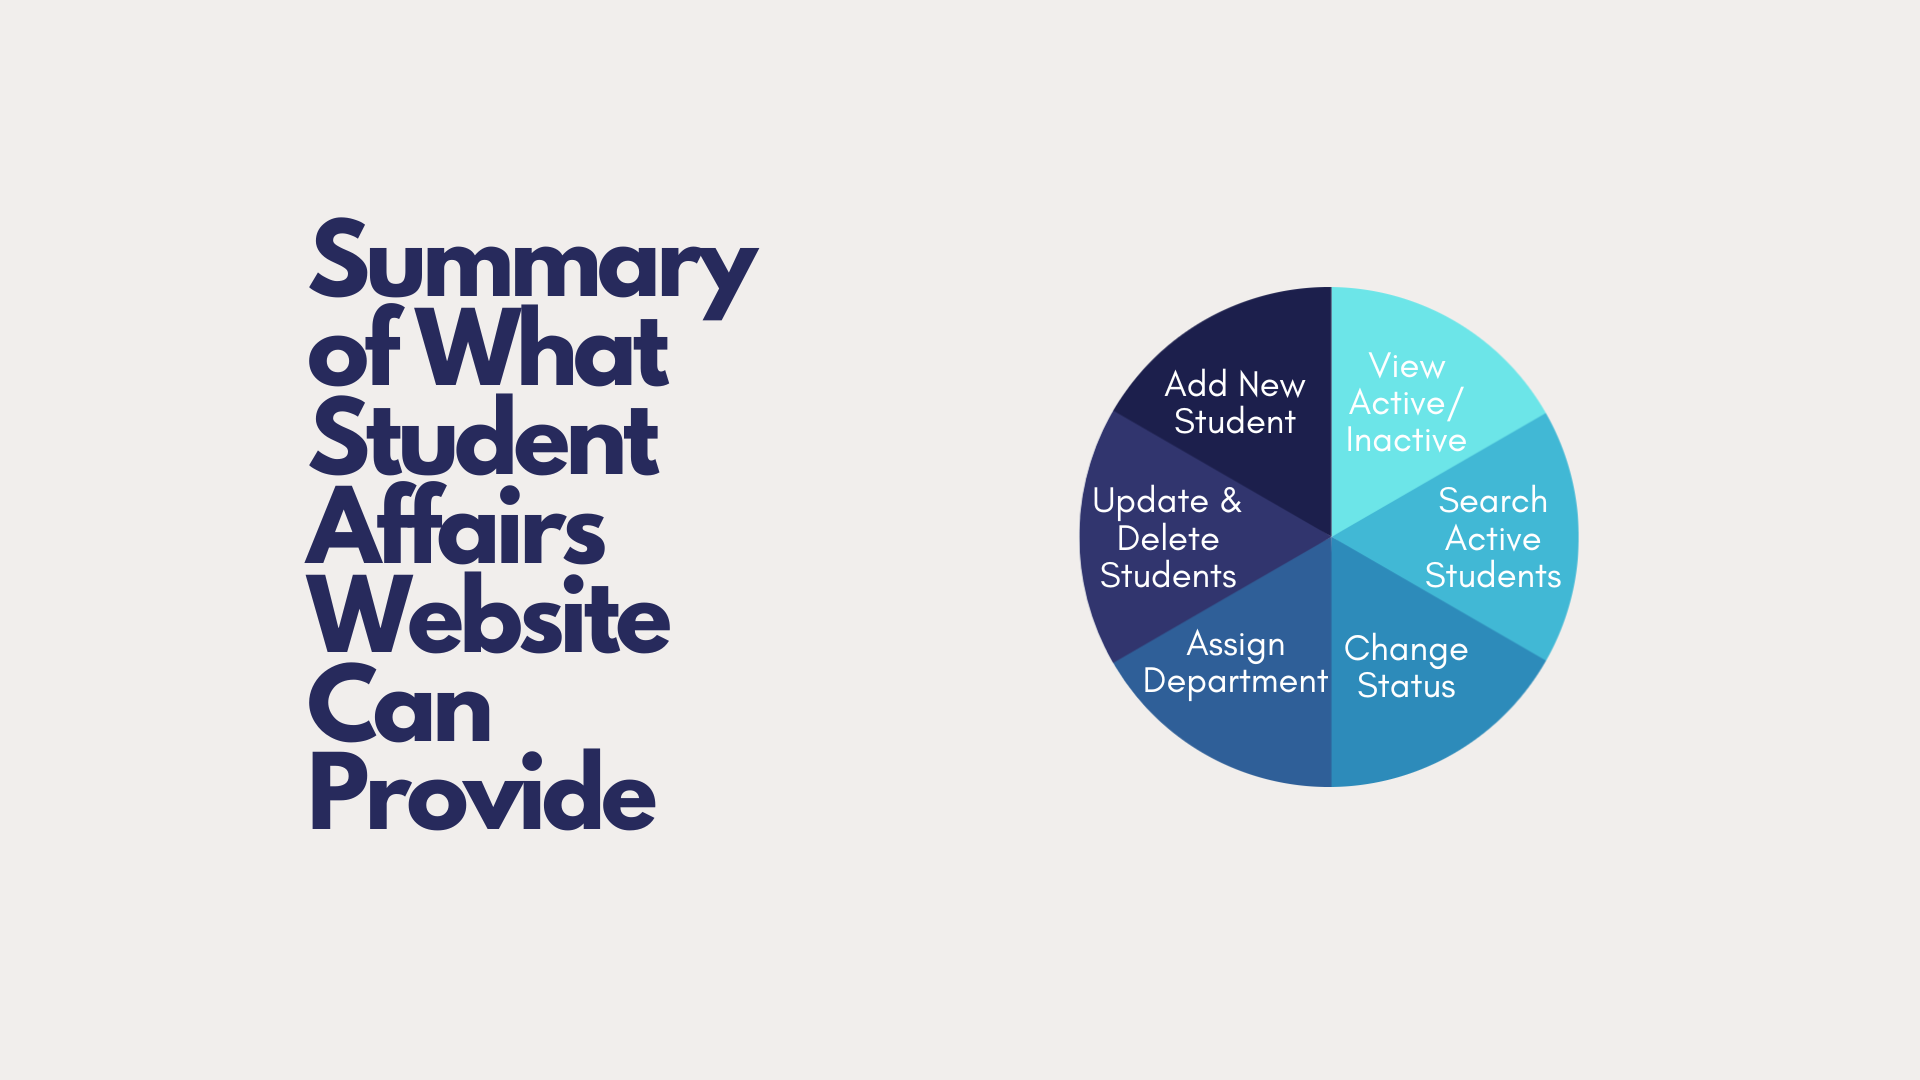 Summary
of What
Student
Affairs
Website
Can
Provide
Add New
Student
View
Active/
Inactive
Update &
Delete
Students
Search
Active
Students
Assign
Department
Change
Status